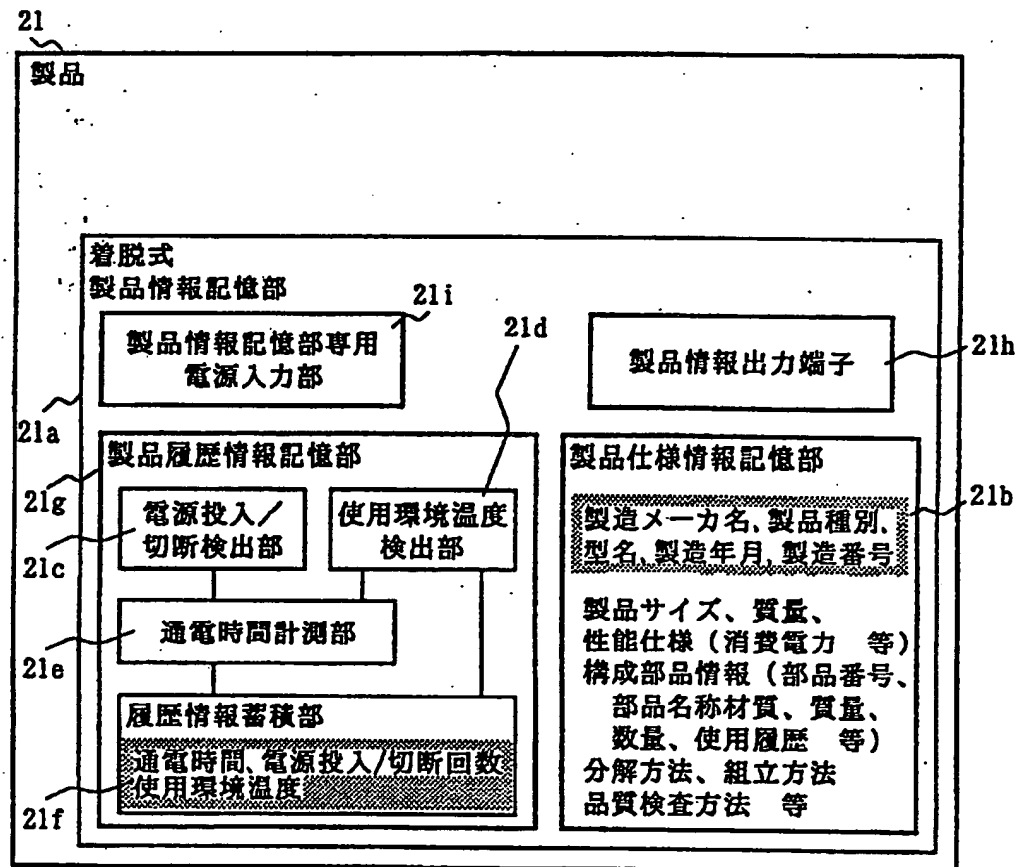 21
製品
着脱式
製品情報記憶部
21i
製品情報記憶部専用
電源入力部
21d
製品情報出力端子
21h
21a
製品履歴情報記憶部
21g
電源投入/
切断検出部
21c
使用環境温度
検出部
通電時間計測部
21e
履歴情報蓄積部
通電時間、電源投入/切断回数
使用環境温度
21f
製品仕様情報記憶部
21b
製造メーカ名、製品種別、
型名、製造年月、製造番号
製品サイズ、質量、
性能仕様(消費電力 等)
構成部品情報(部品番号、
部品名称材質、質量、
数量、使用履歴 等)
分解方法、組立方法
品質検査方法 等